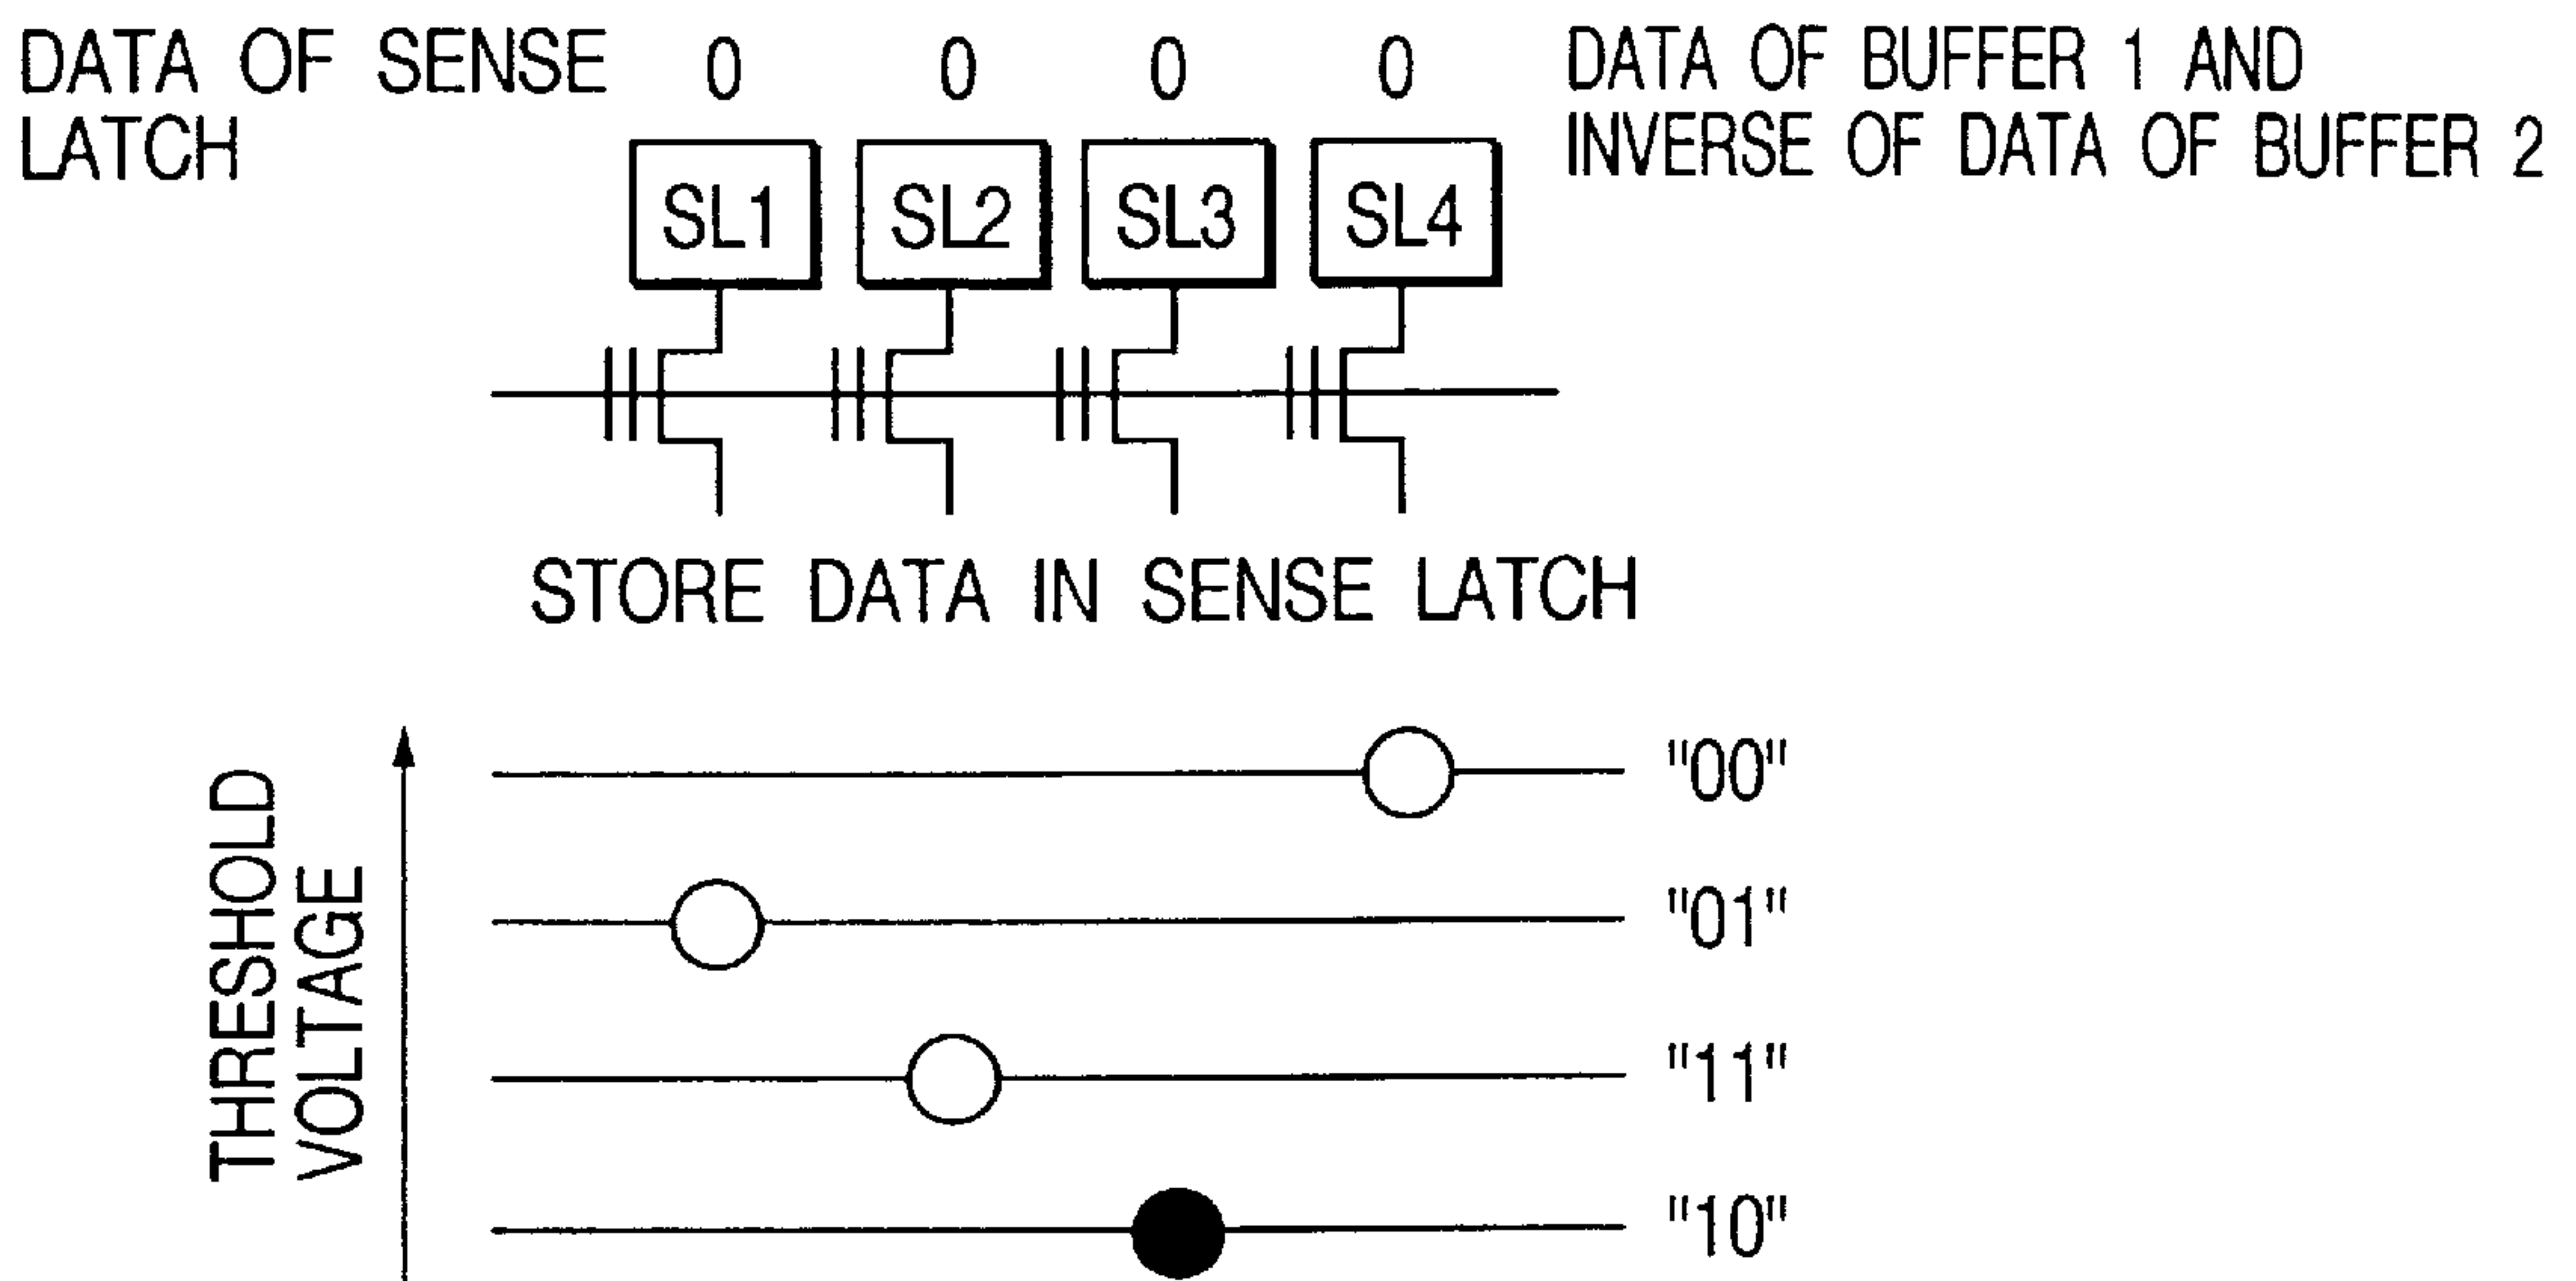 DATA OF SENSE
LATCH
0 0 0 0
DATA OF BUFFER 1 AND
INVERSE OF DATA OF BUFFER 2
SL1 SL2 SL3 SL4
STORE DATA IN SENSE LATCH
THRESHOLD
VOLTAGE
"00"
"01"
"11"
"10"